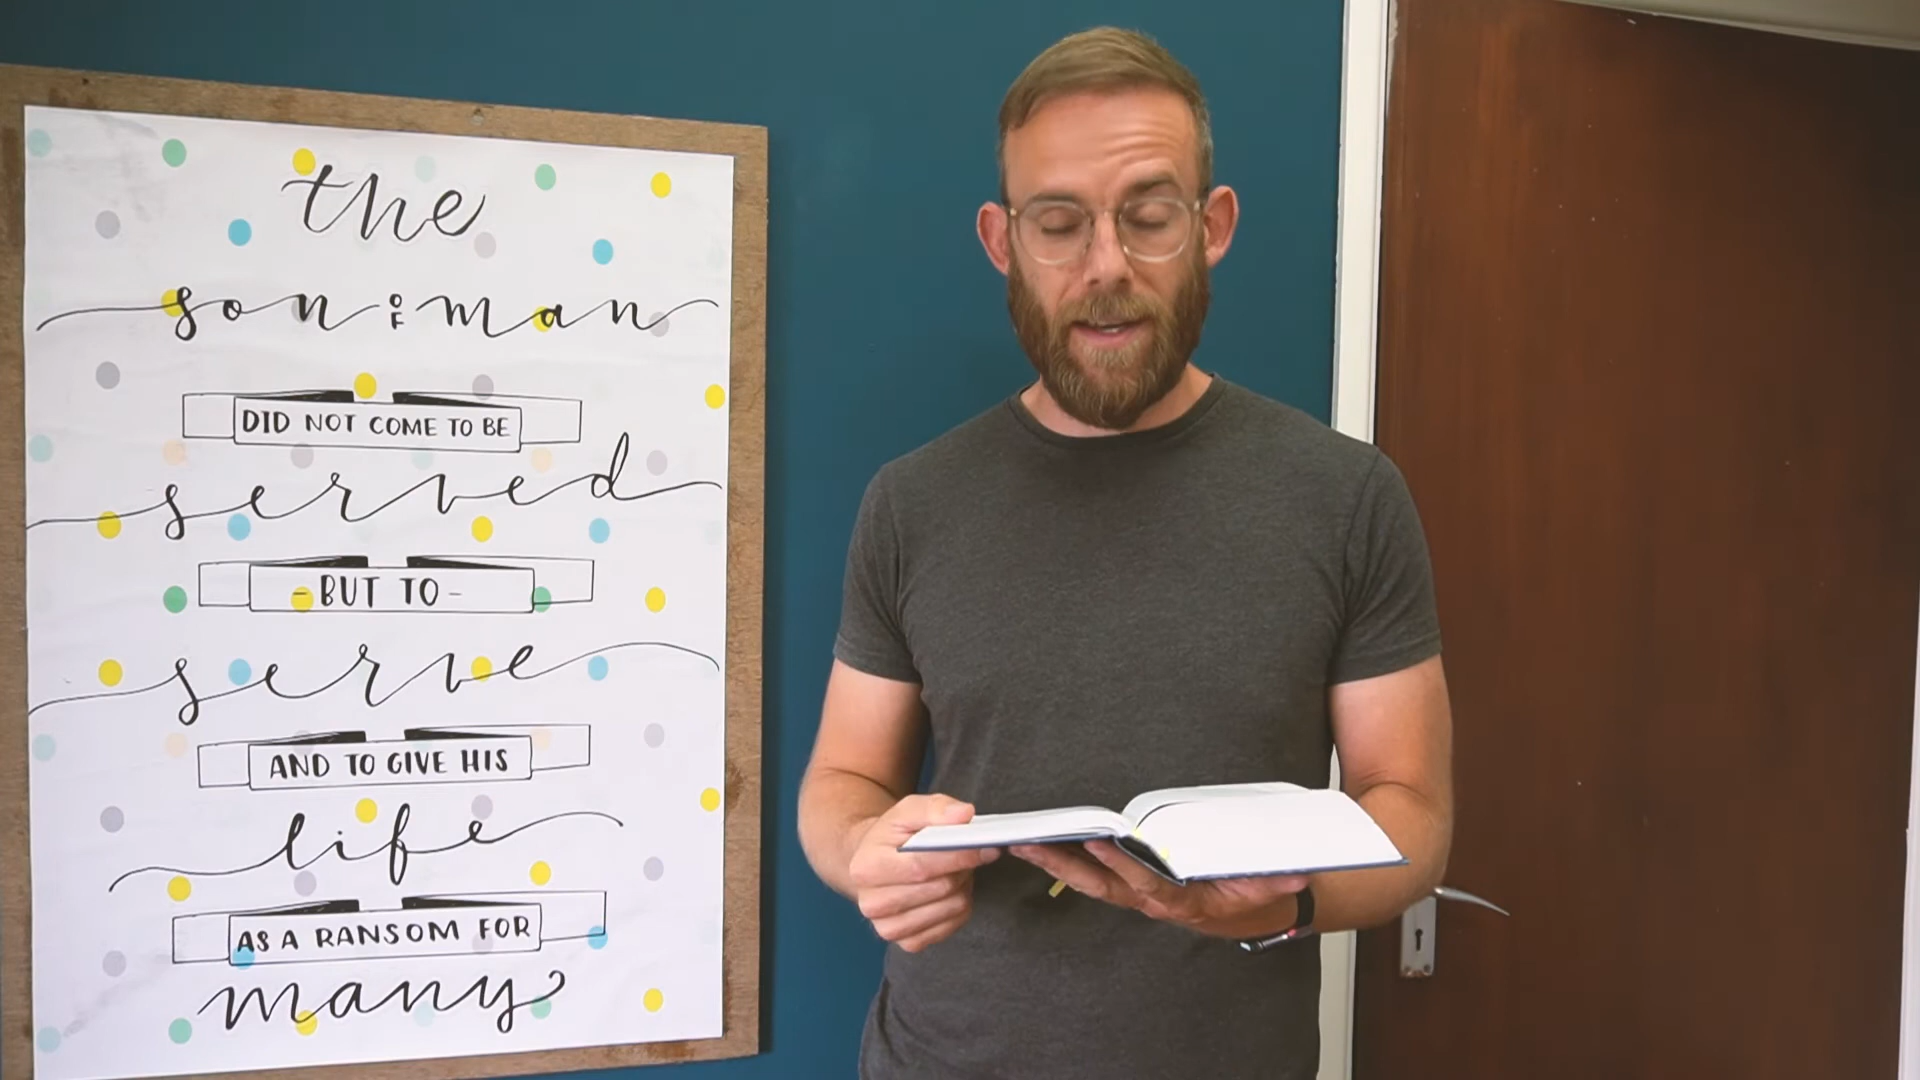 the
son OF man
DID NOT COME TO BE
served
- BUT TO -
serve
AND TO GIVE HIS
life
AS A RANSOM FOR
many